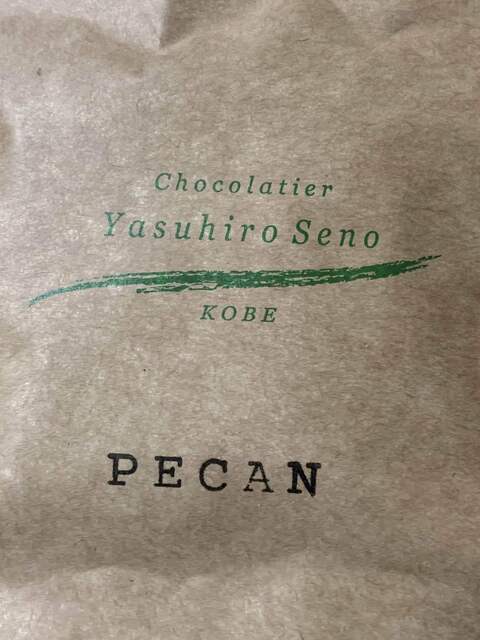 Chocolatier
Yasuhiro Seno
KOBE
PECAN